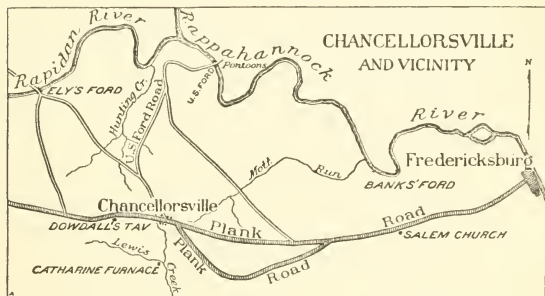 CHANCELLORSVILLE
AND VICINITY
N
Rapidan River
Rappahannock
River
ELY'S FORD
Hunting Cr.
U.S. Ford Road
U.S. FORD
Pontoons
Mott Run
BANKS' FORD
Fredericksburg
Chancellorsville
DOWDALL'S TAV
Plank Road
SALEM CHURCH
Plank Road
Lewis Creek
CATHARINE FURNACE